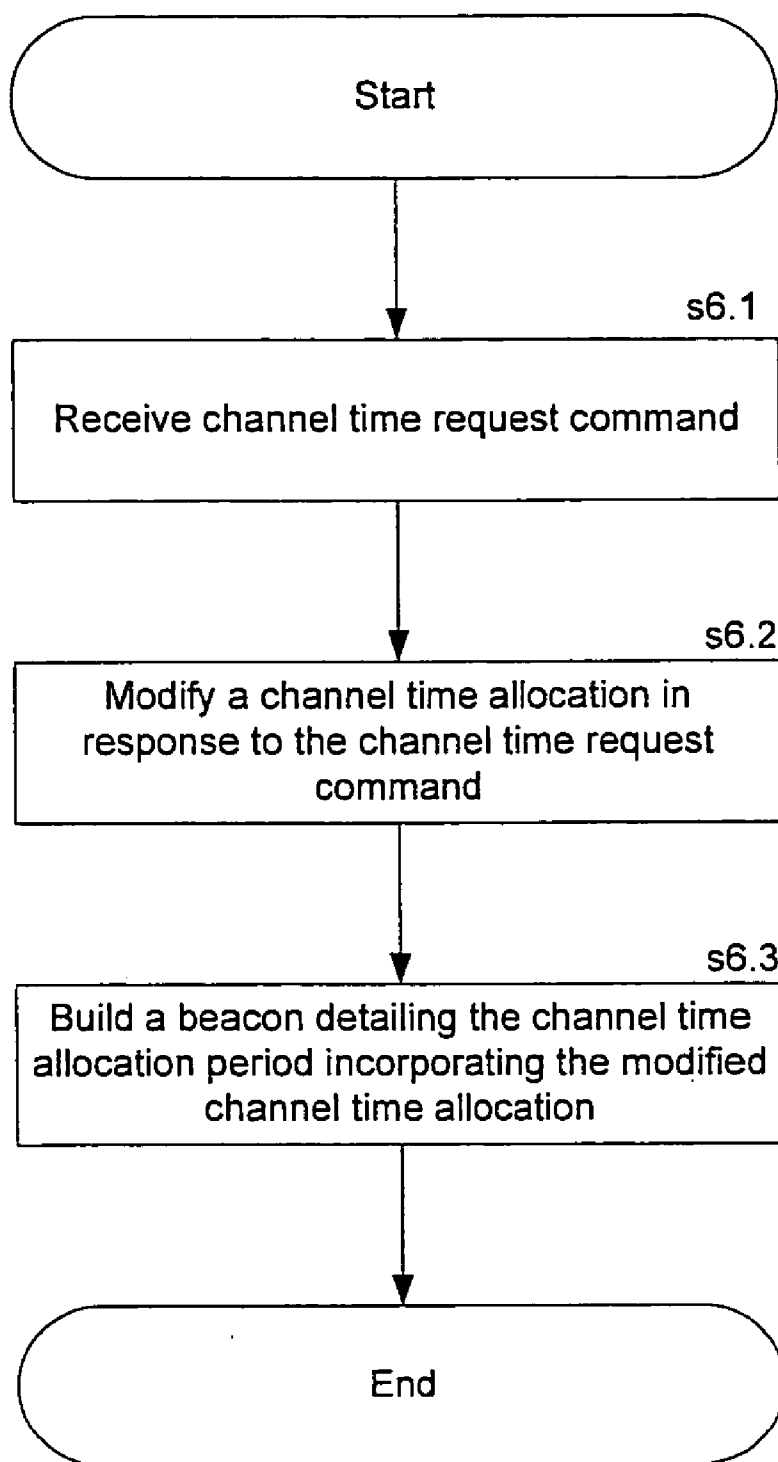 Start
s6.1
Receive channel time request command
s6.2
Modify a channel time allocation in
response to the channel time request
command
s6.3
Build a beacon detailing the channel time
allocation period incorporating the modified
channel time allocation
End